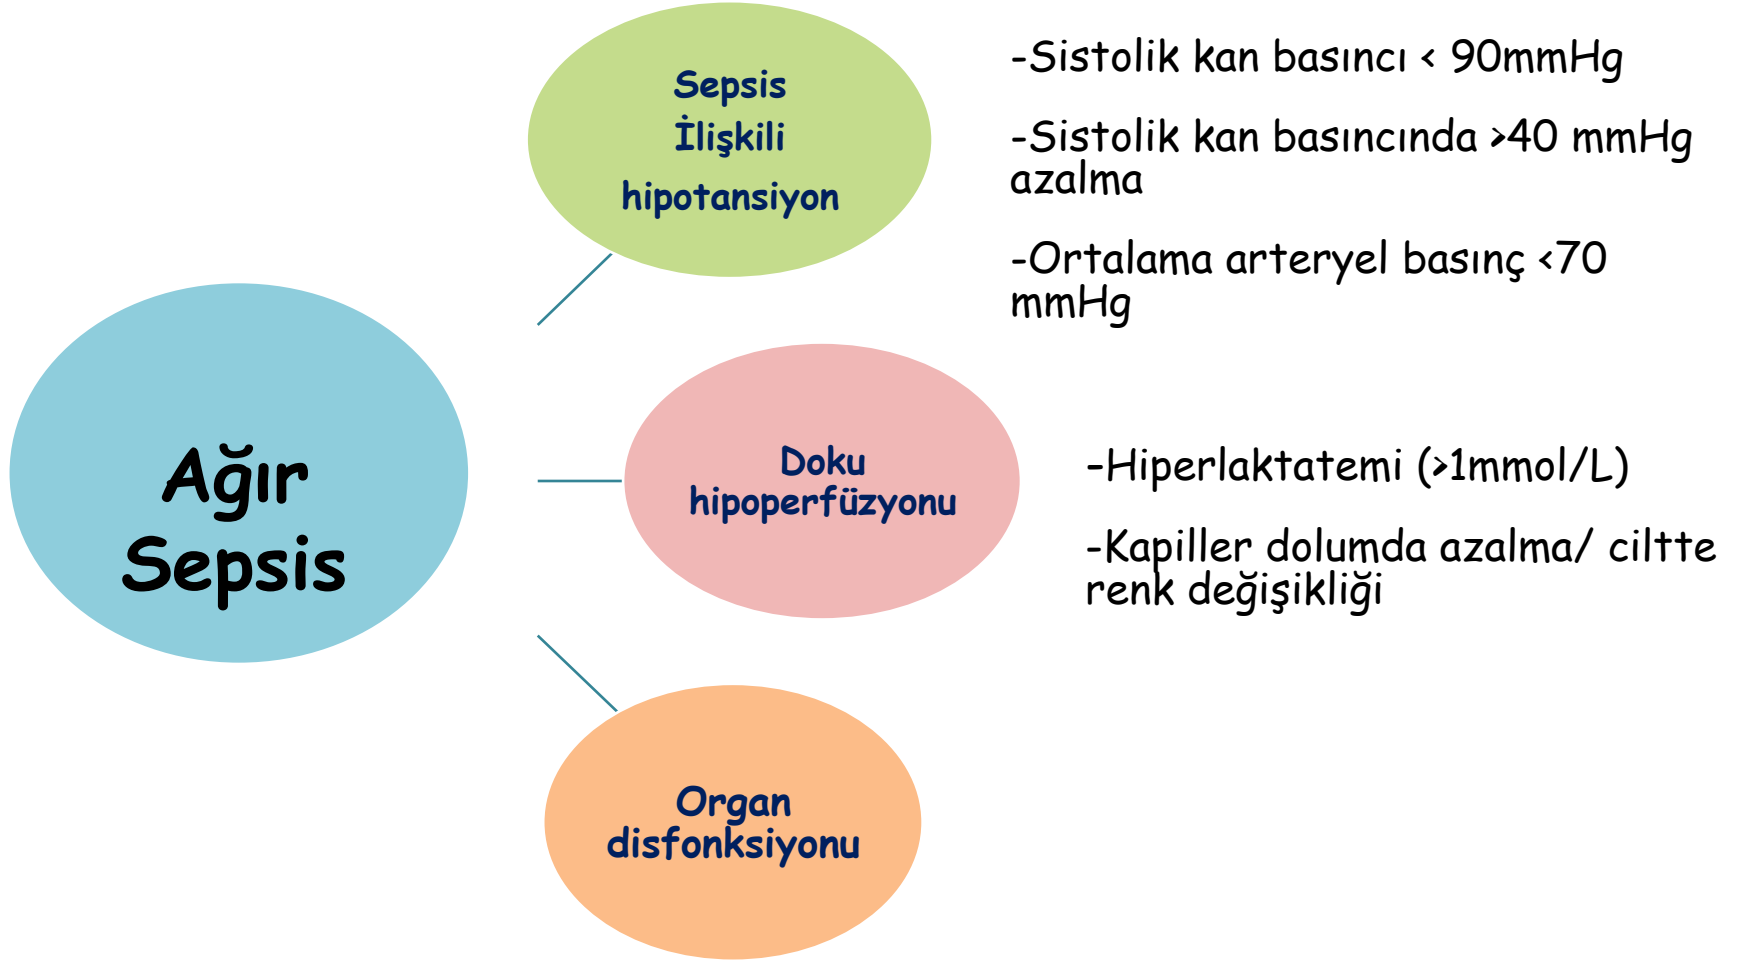 Ağır
Sepsis
Sepsis
İlişkili
hipotansiyon
-Sistolik kan basıncı < 90mmHg
-Sistolik kan basıncında >40 mmHg
azalma
-Ortalama arteryel basınç <70
mmHg
Doku
hipoperfüzyonu
-Hiperlaktatemi (>1mmol/L)
-Kapiller dolumda azalma/ ciltte
renk değişikliği
Organ
disfonksiyonu